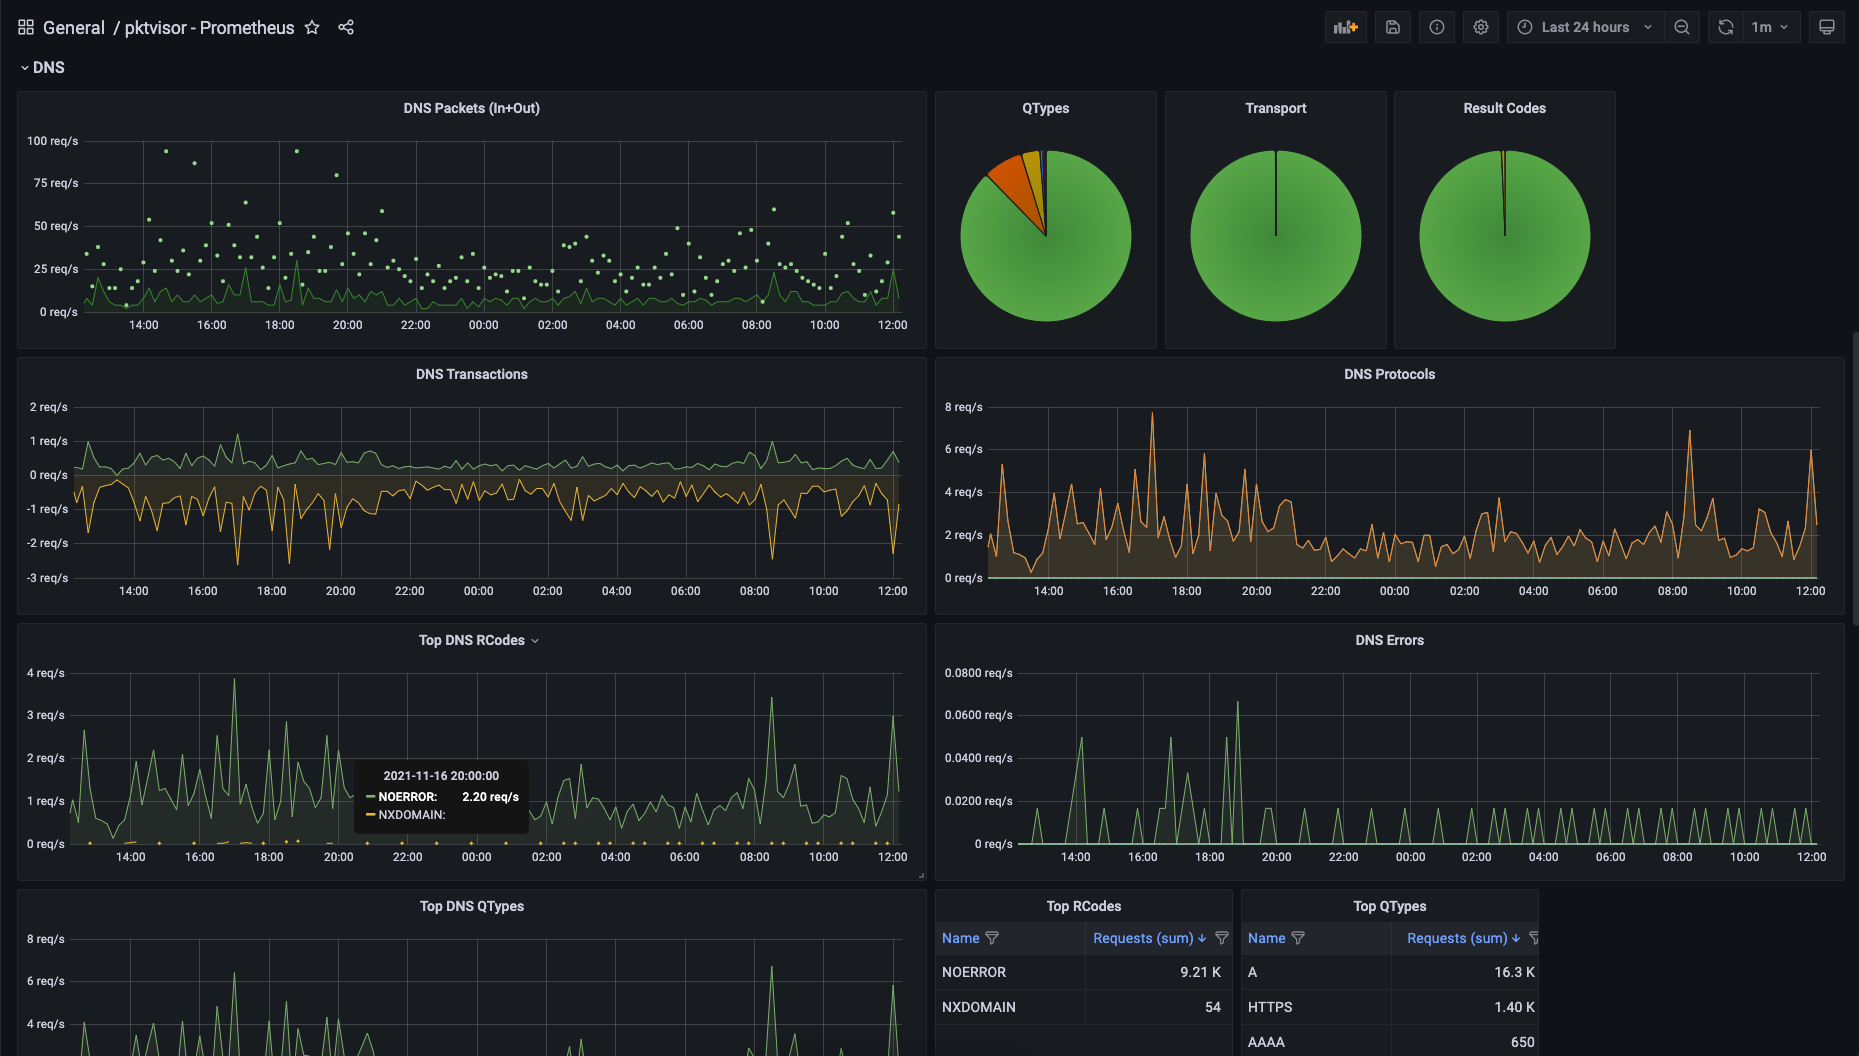 General / pktvisor - Prometheus
Last 24 hours
1m
DNS
DNS Packets (In+Out)
100 req/s
75 req/s
50 req/s
25 req/s
0 req/s
14:00 16:00 18:00 20:00 22:00 00:00 02:00 04:00 06:00 08:00 10:00 12:00
QTypes
Transport
Result Codes
DNS Transactions
2 req/s
1 req/s
0 req/s
-1 req/s
-2 req/s
-3 req/s
14:00 16:00 18:00 20:00 22:00 00:00 02:00 04:00 06:00 08:00 10:00 12:00
DNS Protocols
8 req/s
6 req/s
4 req/s
2 req/s
0 req/s
14:00 16:00 18:00 20:00 22:00 00:00 02:00 04:00 06:00 08:00 10:00 12:00
Top DNS RCodes
4 req/s
3 req/s
2 req/s
1 req/s
0 req/s
2021-11-16 20:00:00
NOERROR: 2.20 req/s
NXDOMAIN:
14:00 16:00 18:00 20:00 22:00 00:00 02:00 04:00 06:00 08:00 10:00 12:00
DNS Errors
0.0800 req/s
0.0600 req/s
0.0400 req/s
0.0200 req/s
0 req/s
14:00 16:00 18:00 20:00 22:00 00:00 02:00 04:00 06:00 08:00 10:00 12:00
Top DNS QTypes
8 req/s
6 req/s
4 req/s
Top RCodes
Name Requests (sum)
NOERROR 9.21 K
NXDOMAIN 54
Top QTypes
Name Requests (sum)
A 16.3 K
HTTPS 1.40 K
AAAA 650